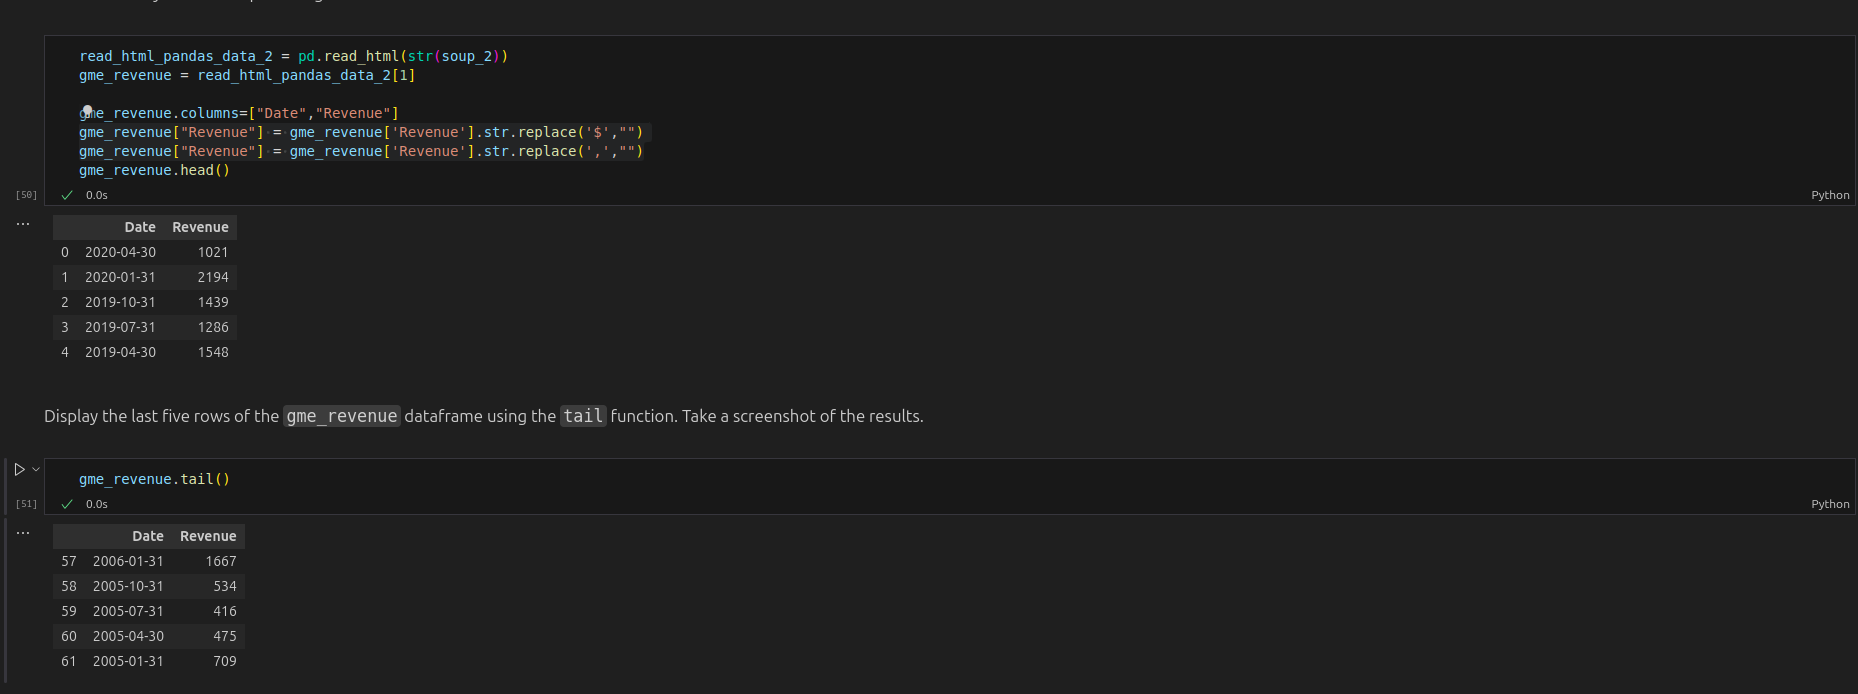 read_html_pandas_data_2 = pd.read_html(str(soup_2))
gme_revenue = read_html_pandas_data_2[1]
gme_revenue.columns=["Date","Revenue"]
gme_revenue["Revenue"] = gme_revenue['Revenue'].str.replace('$',"")
gme_revenue["Revenue"] = gme_revenue['Revenue'].str.replace(',',"")
gme_revenue.head()
[50] 0.0s Python
Date Revenue
0 2020-04-30 1021
1 2020-01-31 2194
2 2019-10-31 1439
3 2019-07-31 1286
4 2019-04-30 1548
Display the last five rows of the gme_revenue dataframe using the tail function. Take a screenshot of the results.
gme_revenue.tail()
[51] 0.0s Python
Date Revenue
57 2006-01-31 1667
58 2005-10-31 534
59 2005-07-31 416
60 2005-04-30 475
61 2005-01-31 709